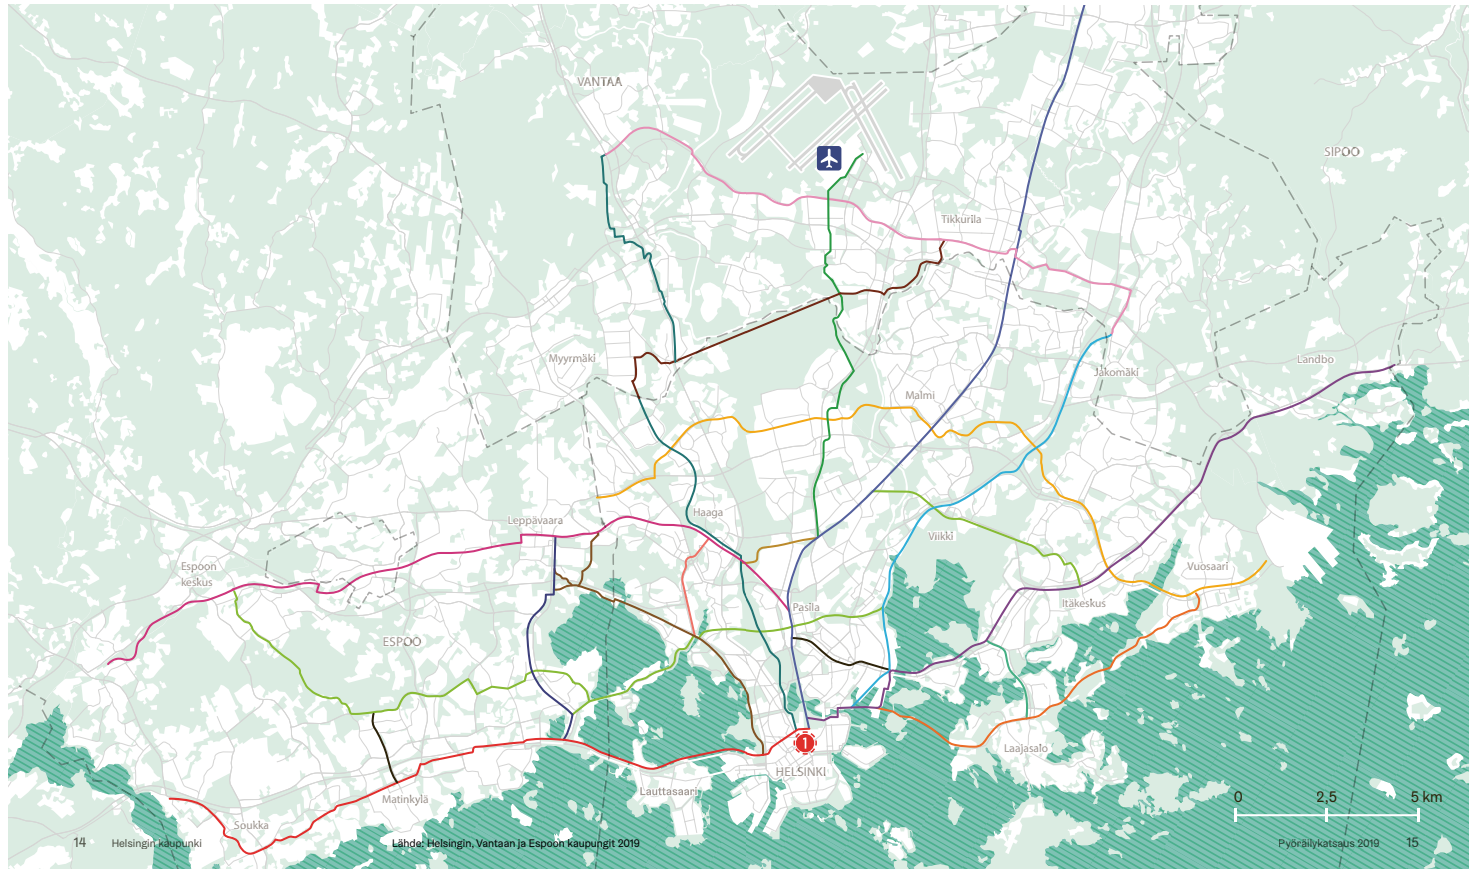 VANTAA
SIPOO
Tikkurila
Myyrmäki
Landbo
Jakomäki
Malmi
Haaga
Leppävaara
Viikki
Espoon
keskus
Vuosaari
Itäkeskus
Pasila
ESPOO
Laajasalo
1
HELSINKI
Lauttasaari
Matinkylä
Soukka
0 2,5 5 km
14 Helsingin kaupunki
Lähde: Helsingin, Vantaan ja Espoon kaupungit 2019
Pyöräilykatsaus 2019 15